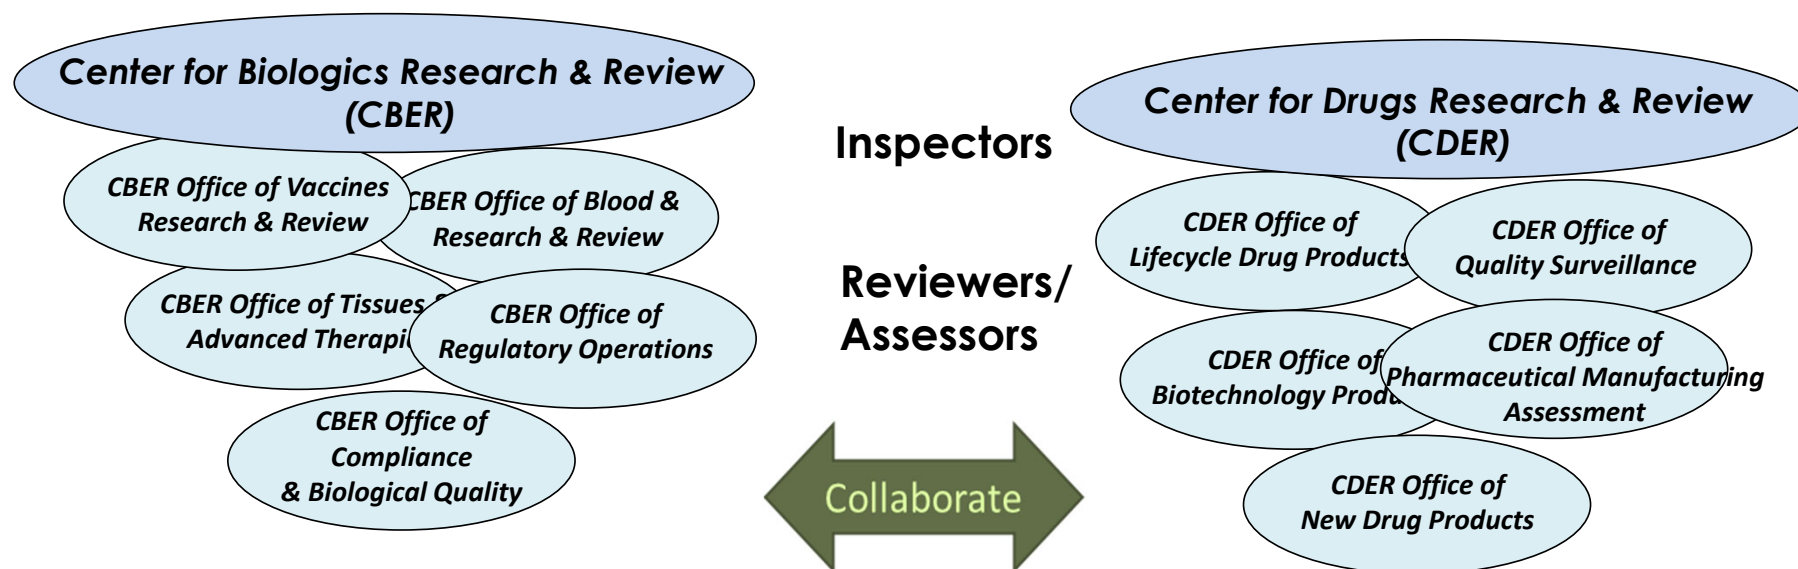 Center for Biologics Research & Review
(CBER)
CBER Office of Vaccines
Research & Review
CBER Office of Blood &
Research & Review
CBER Office of Tissues &
Advanced
CBER Office of
Regulatory Operations
CBER Office of
Compliance
& Biological Quality
Inspectors
Reviewers/
Assessors
Collaborate
Center for Drugs Research & Review
(CDER)
CDER Office of
Lifecycle Drug Products
CDER Office of
Quality Surveillance
CDER Office of
Biotechnology
CDER Office of
Pharmaceutical Manufacturing
Assessment
CDER Office of
New Drug Products